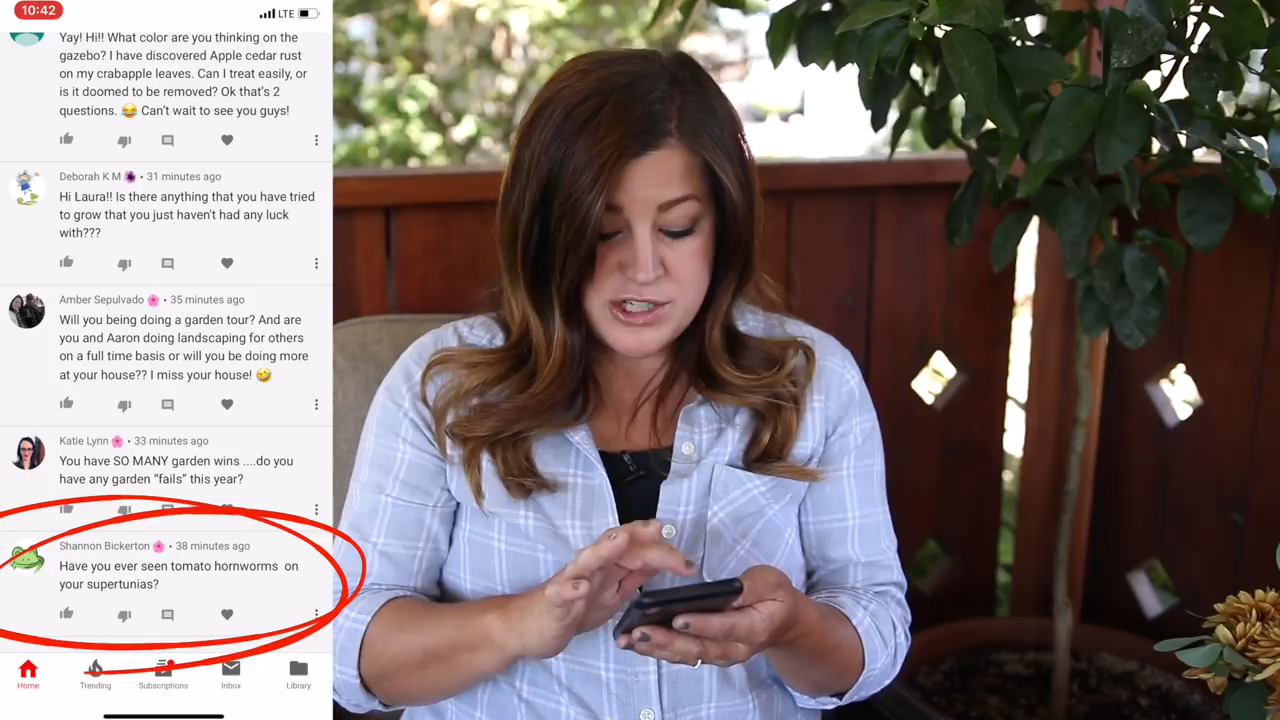 10:42
LTE
Yay! Hi!! What color are you thinking on the
gazebo? I have discovered Apple cedar rust
on my crabapple leaves. Can I treat easily, or
is it doomed to be removed? Ok that's 2
questions. 😂 Can't wait to see you guys!
Deborah K M 🌺 • 31 minutes ago
Hi Laura!! Is there anything that you have tried
to grow that you just haven't had any luck
with???
Amber Sepulvado 🌸 • 35 minutes ago
Will you being doing a garden tour? And are
you and Aaron doing landscaping for others
on a full time basis or will you be doing more
at your house?? I miss your house! 🤣
Katie Lynn 🌸 • 33 minutes ago
You have SO MANY garden wins ....do you
have any garden “fails” this year?
Shannon Bickerton 🌸 • 38 minutes ago
Have you ever seen tomato hornworms on
your supertunias?
Home
Trending
Subscriptions
Inbox
Library